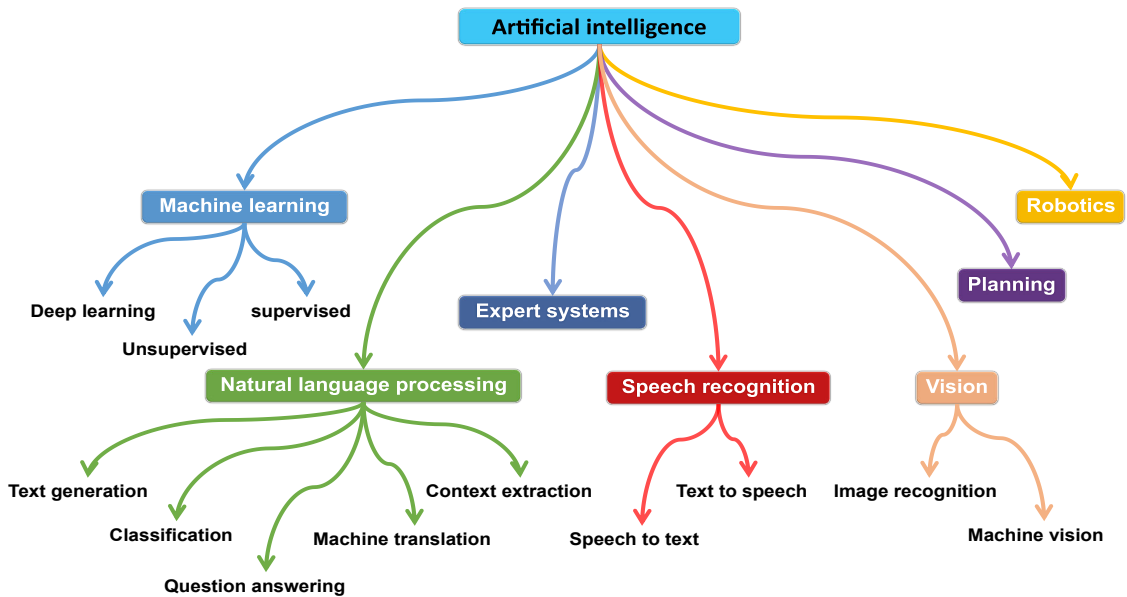 Artificial intelligence
Machine learning
Robotics
Planning
Expert systems
Deep learning
supervised
Unsupervised
Natural language processing
Speech recognition
Vision
Text generation
Context extraction
Text to speech
Image recognition
Classification
Machine translation
Speech to text
Machine vision
Question answering